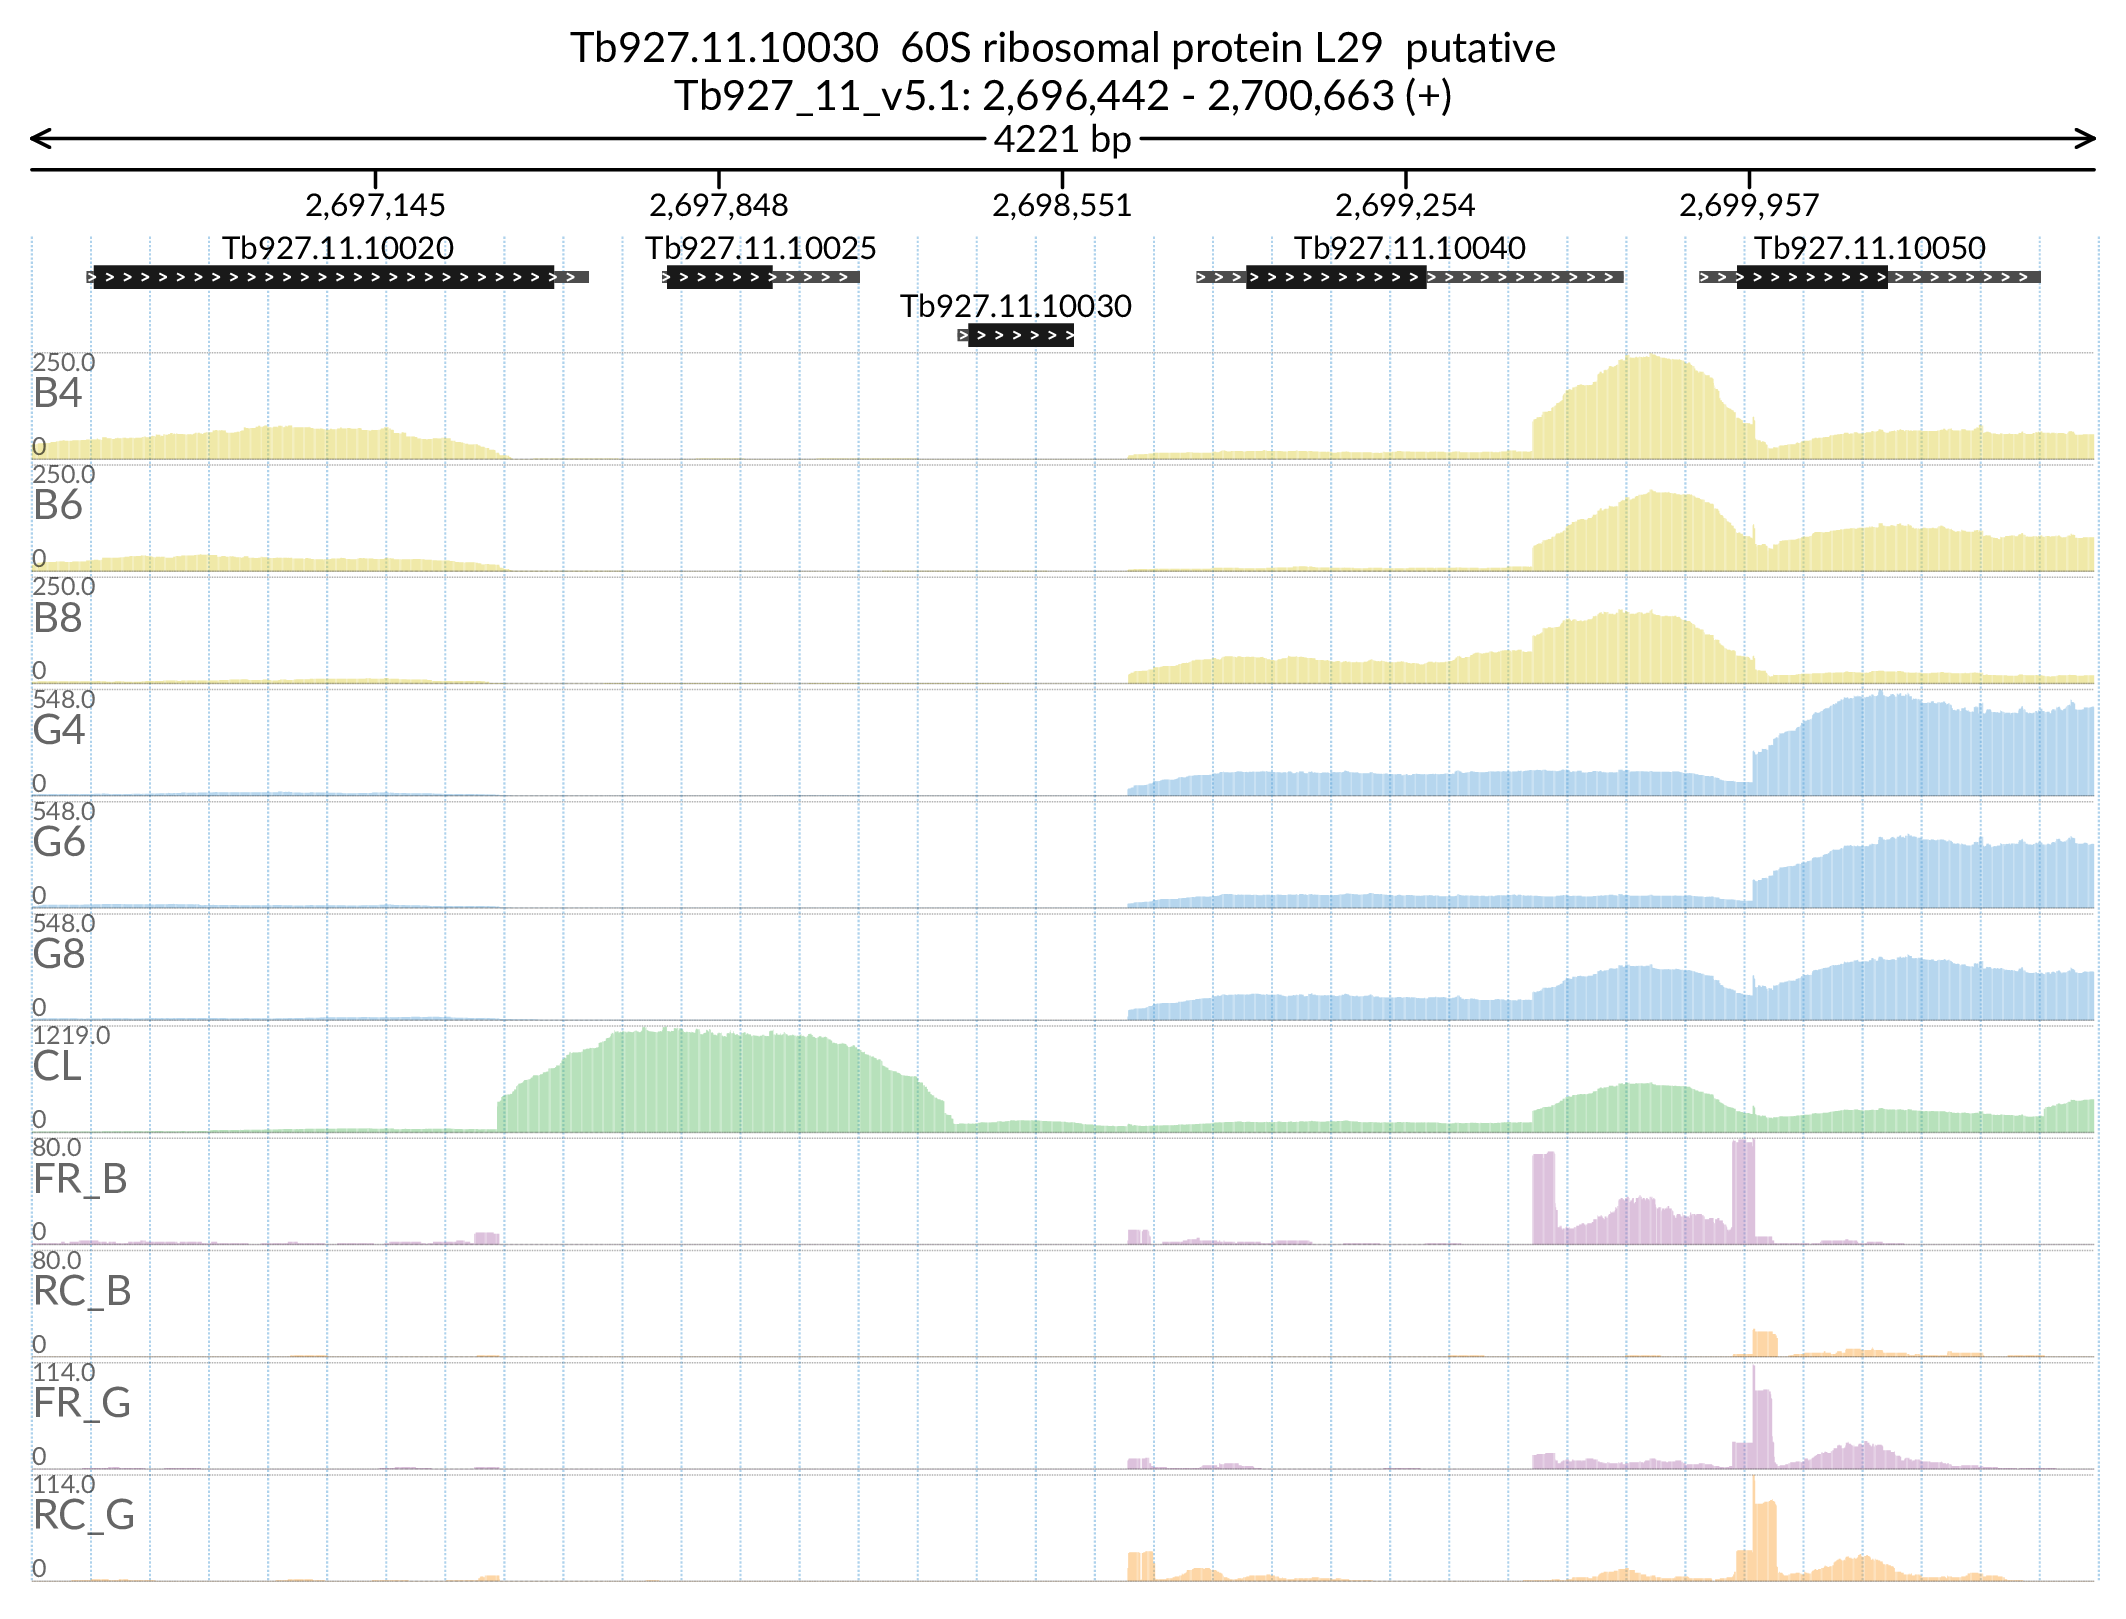 Tb927.11.10030 60S ribosomal protein L29 putative
Tb927_11_v5.1: 2,696,442 - 2,700,663 (+)
4221 bp
2,697,145 2,697,848 2,698,551 2,699,254 2,699,957
Tb927.11.10020 Tb927.11.10025 Tb927.11.10040 Tb927.11.10050
Tb927.11.10030
250.0
B4
0
250.0
B6
0
250.0
B8
0
548.0
G4
0
548.0
G6
0
548.0
G8
0
1219.0
CL
0
80.0
FR_B
0
80.0
RC_B
0
114.0
FR_G
0
114.0
RC_G
0